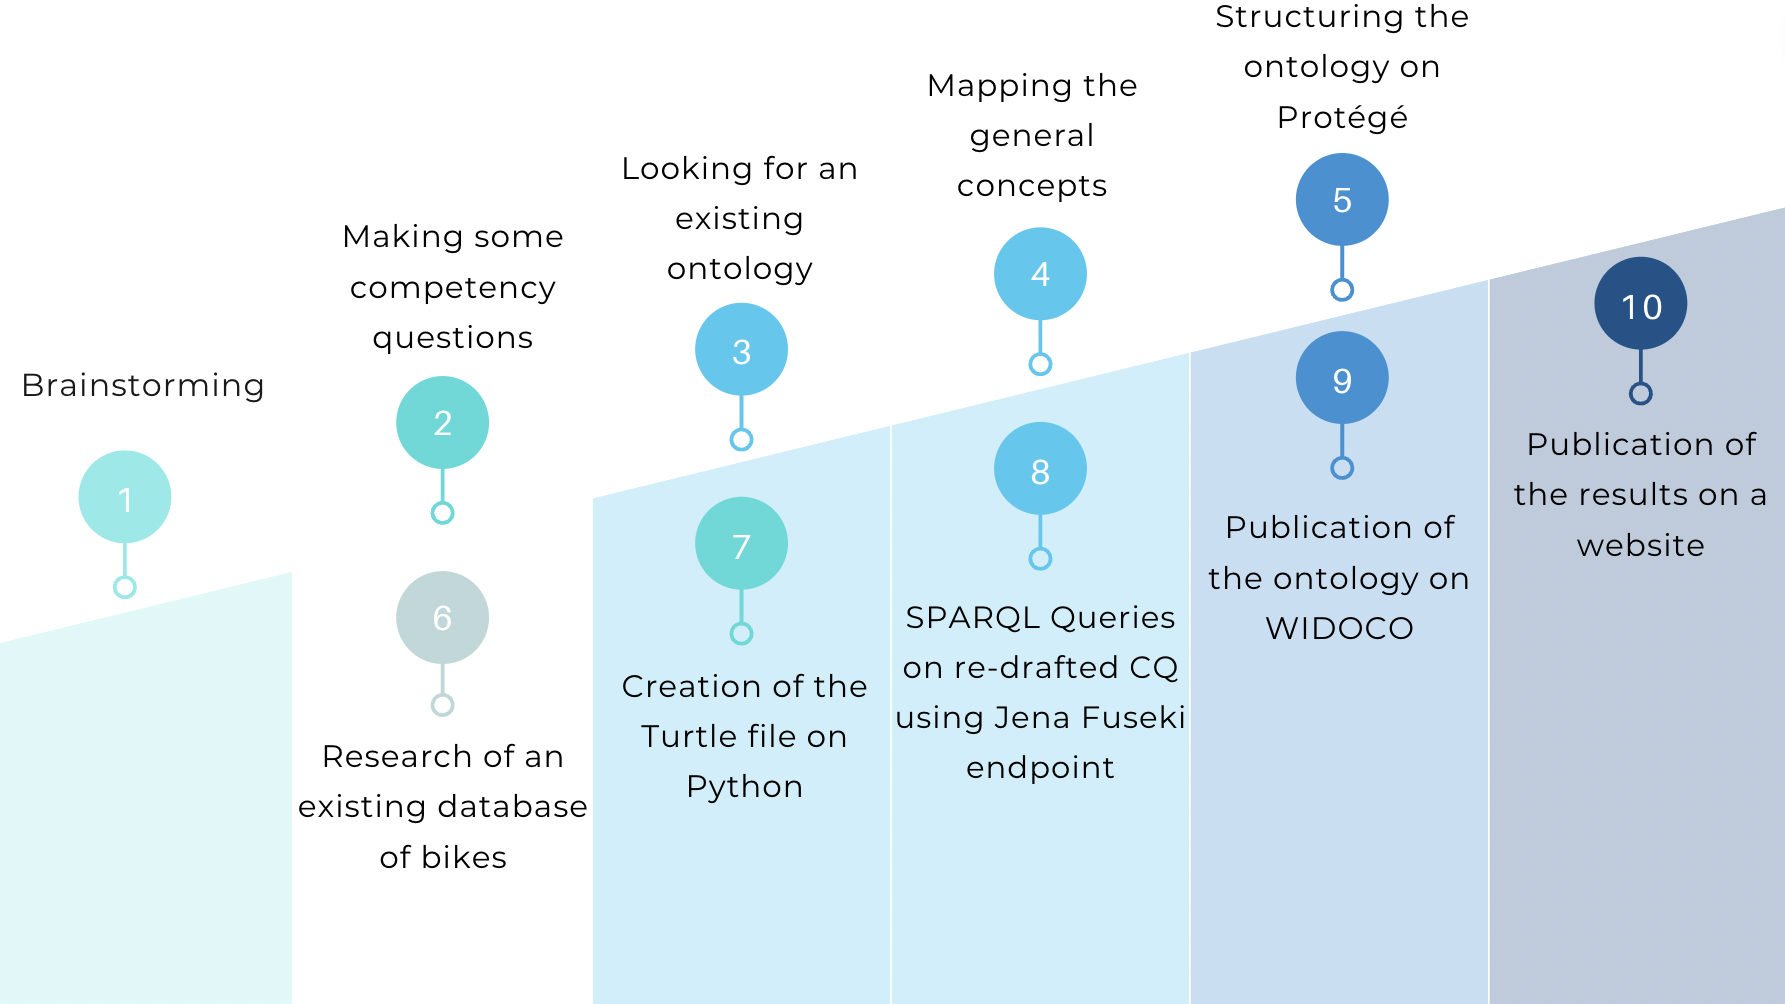 Brainstorming
1
Making some
competency
questions
2
Looking for an
existing
ontology
3
Mapping the
general
concepts
4
Structuring the
ontology on
Protégé
5
6
Research of an
existing database
of bikes
7
Creation of the
Turtle file on
Python
8
SPARQL Queries
on re-drafted CQ
using Jena Fuseki
endpoint
9
Publication of
the ontology on
WIDOCO
10
Publication of
the results on a
website